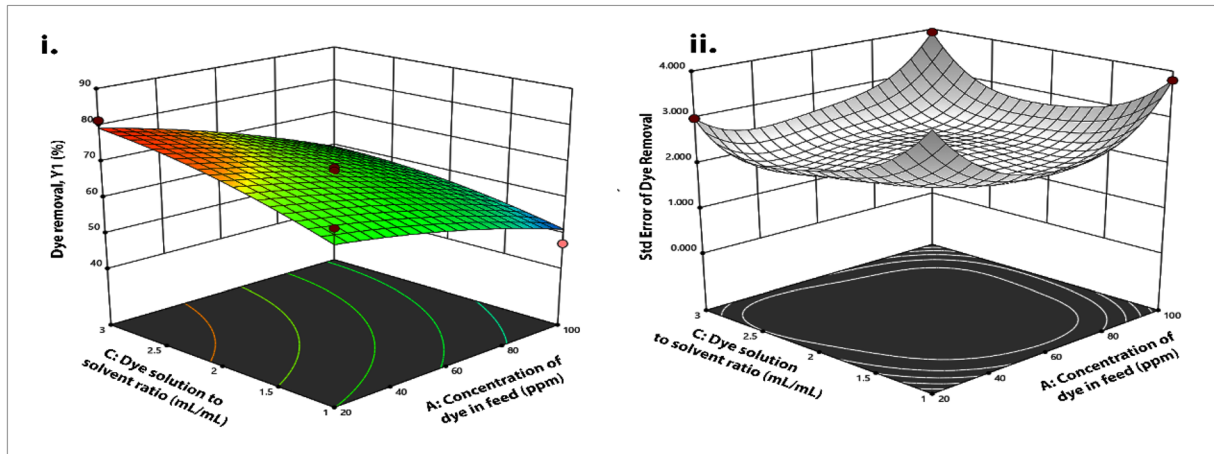 i.
Dye removal, Y1 (%)
90
80
70
60
50
40
3
2.5
2
1.5
1
20
40
60
80
100
C: Dye solution to
solvent ratio (mL/mL)
A: Concentration of
dye in feed (ppm)
ii.
Std Error of Dye Removal
4.000
3.000
2.000
1.000
0.000
3
2.5
2
1.5
1
20
40
60
80
100
C: Dye solution
to solvent ratio (mL/mL)
A: Concentration of
dye in feed (ppm)